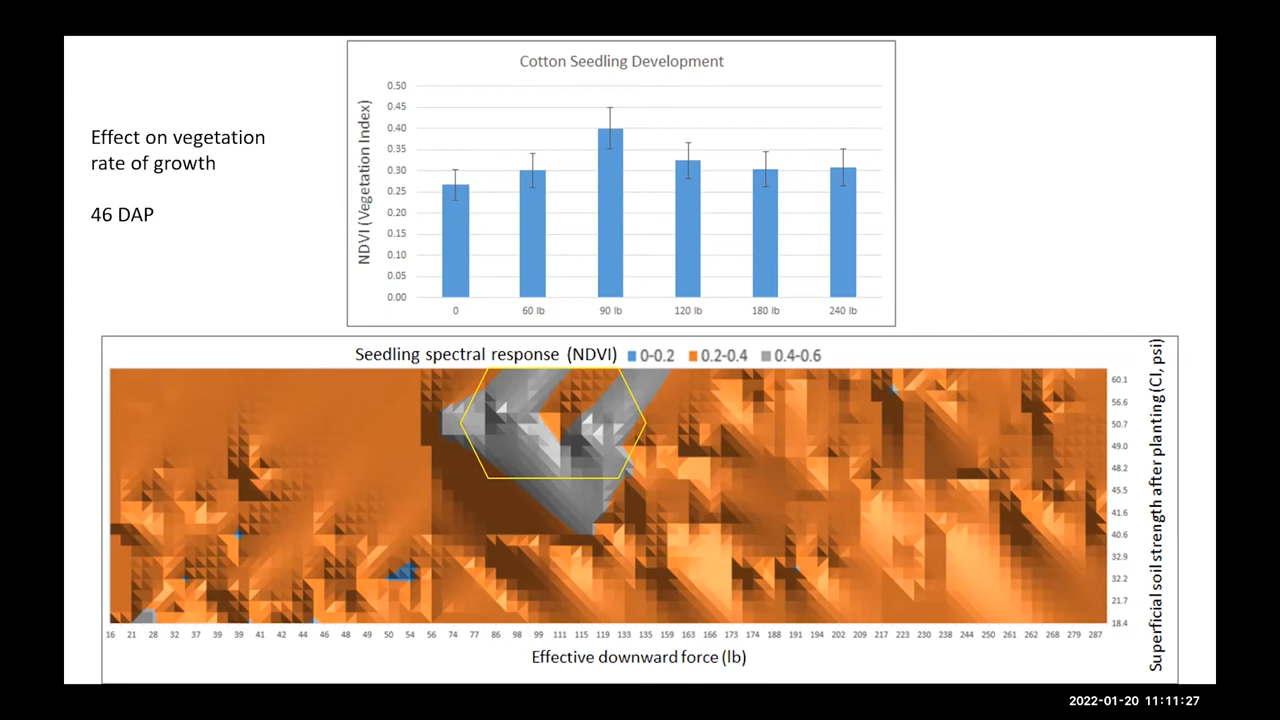 Effect on vegetation
rate of growth
46 DAP
Cotton Seedling Development
NDVI (Vegetation Index)
0.50
0.45
0.40
0.35
0.30
0.25
0.20
0.15
0.10
0.05
0.00
0 60 lb 90 lb 120 lb 180 lb 240 lb
Seedling spectral response (NDVI) 0-0.2 0.2-0.4 0.4-0.6
60.1
56.6
50.7
49.0
48.2
45.5
41.6
40.6
32.9
32.2
21.7
18.4
Superficial soil strength after planting (CI, psi)
16 21 28 32 37 39 39 41 42 44 46 48 49 50 54 56 74 77 86 98 99 111 115 119 133 135 159 163 166 173 174 188 191 194 202 209 217 223 230 238 244 250 261 262 268 279 287
Effective downward force (lb)
2022-01-20 11:11:27